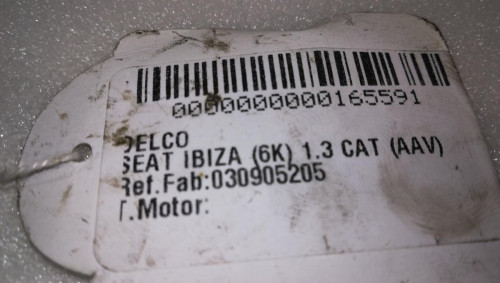 0000000000165591
DELCO
SEAT IBIZA (6K) 1.3 CAT (AAV)
Ref.Fab:030905205
T.Motor: